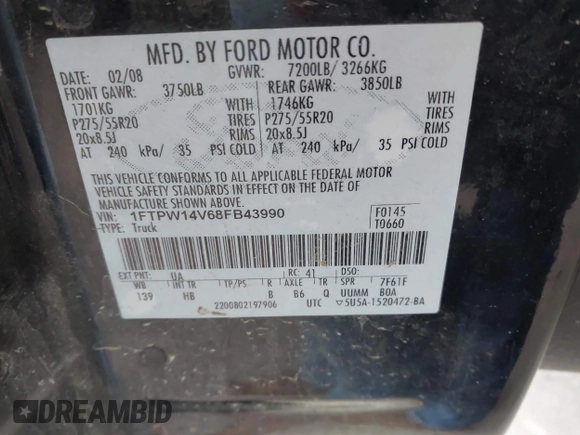 MFD. BY FORD MOTOR CO.
DATE: 02/08 GVWR: 7200LB/ 3266KG
FRONT GAWR: 3750LB REAR GAWR: 3850LB
1701KG WITH 1746KG WITH
P275/55R20 TIRES P275/55R20 TIRES
20x8.5J RIMS 20x8.5J RIMS
AT 240 kPa/ 35 PSI COLD AT 240 kPa/ 35 PSI COLD
THIS VEHICLE CONFORMS TO ALL APPLICABLE FEDERAL MOTOR
VEHICLE SAFETY STANDARDS IN EFFECT ON THE DATE OF
MANUFACTURE SHOWN ABOVE.
VIN: 1FTPW14V68FB43990 F0145
TYPE: Truck T0660
EXT PNT: UA RC: 41 DSO:
WB INT TR TP/PS R AXLE TR SPR 7F61F
139 HB B B6 Q UUMM BOA
2200802197906 UTC ▽5U5A-1520472-BA
DREAMBID